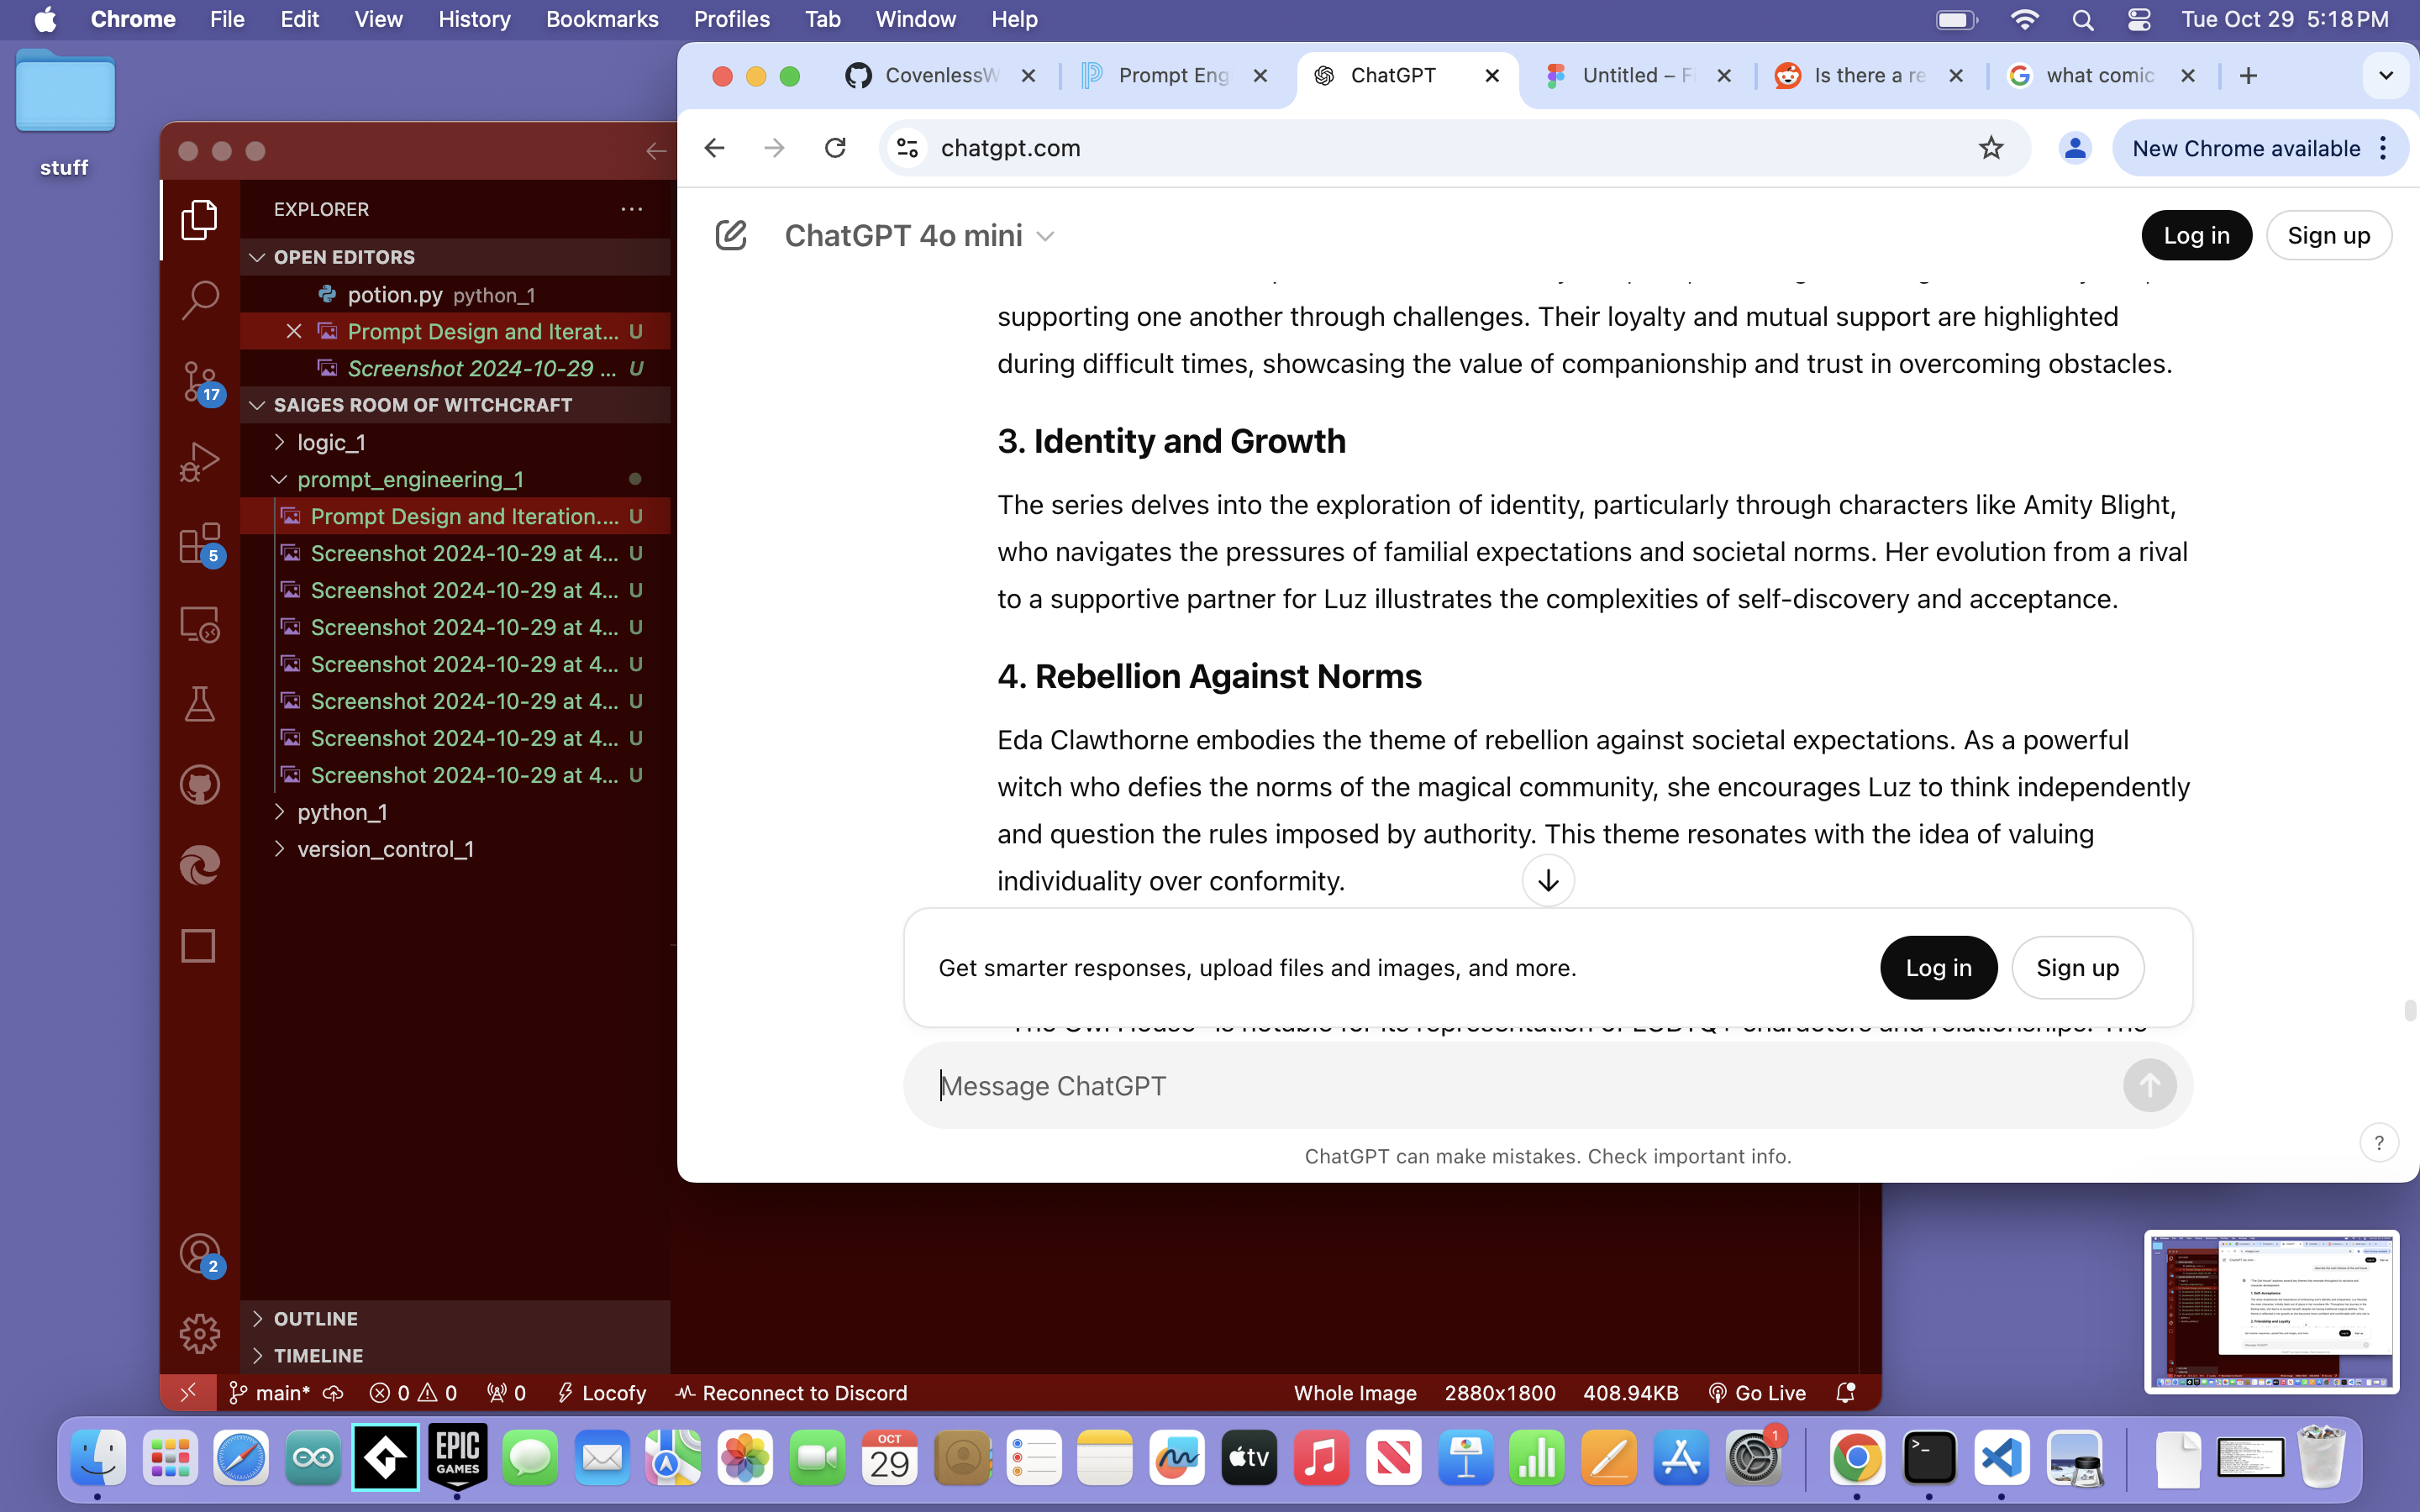 Chrome File Edit View History Bookmarks Profiles Tab Window Help Tue Oct 29 5:18 PM
stuff
CovenlessW
Prompt Eng
ChatGPT
Untitled – Fi
Is there a re
what comic
chatgpt.com
New Chrome available
EXPLORER
OPEN EDITORS
potion.py python_1
Prompt Design and Iterat... U
Screenshot 2024-10-29 ... U
SAIGES ROOM OF WITCHCRAFT
logic_1
prompt_engineering_1
Prompt Design and Iteration.... U
Screenshot 2024-10-29 at 4... U
Screenshot 2024-10-29 at 4... U
Screenshot 2024-10-29 at 4... U
Screenshot 2024-10-29 at 4... U
Screenshot 2024-10-29 at 4... U
Screenshot 2024-10-29 at 4... U
Screenshot 2024-10-29 at 4... U
python_1
version_control_1
17
5
2
OUTLINE
TIMELINE
ChatGPT 4o mini
Log in
Sign up
supporting one another through challenges. Their loyalty and mutual support are highlighted
during difficult times, showcasing the value of companionship and trust in overcoming obstacles.
3. Identity and Growth
The series delves into the exploration of identity, particularly through characters like Amity Blight,
who navigates the pressures of familial expectations and societal norms. Her evolution from a rival
to a supportive partner for Luz illustrates the complexities of self-discovery and acceptance.
4. Rebellion Against Norms
Eda Clawthorne embodies the theme of rebellion against societal expectations. As a powerful
witch who defies the norms of the magical community, she encourages Luz to think independently
and question the rules imposed by authority. This theme resonates with the idea of valuing
individuality over conformity.
Get smarter responses, upload files and images, and more.
Log in
Sign up
Message ChatGPT
ChatGPT can make mistakes. Check important info.
?
main* 0 0 0 Locofy Reconnect to Discord Whole Image 2880x1800 408.94KB Go Live
EPIC
GAMES
OCT
29
tv
1